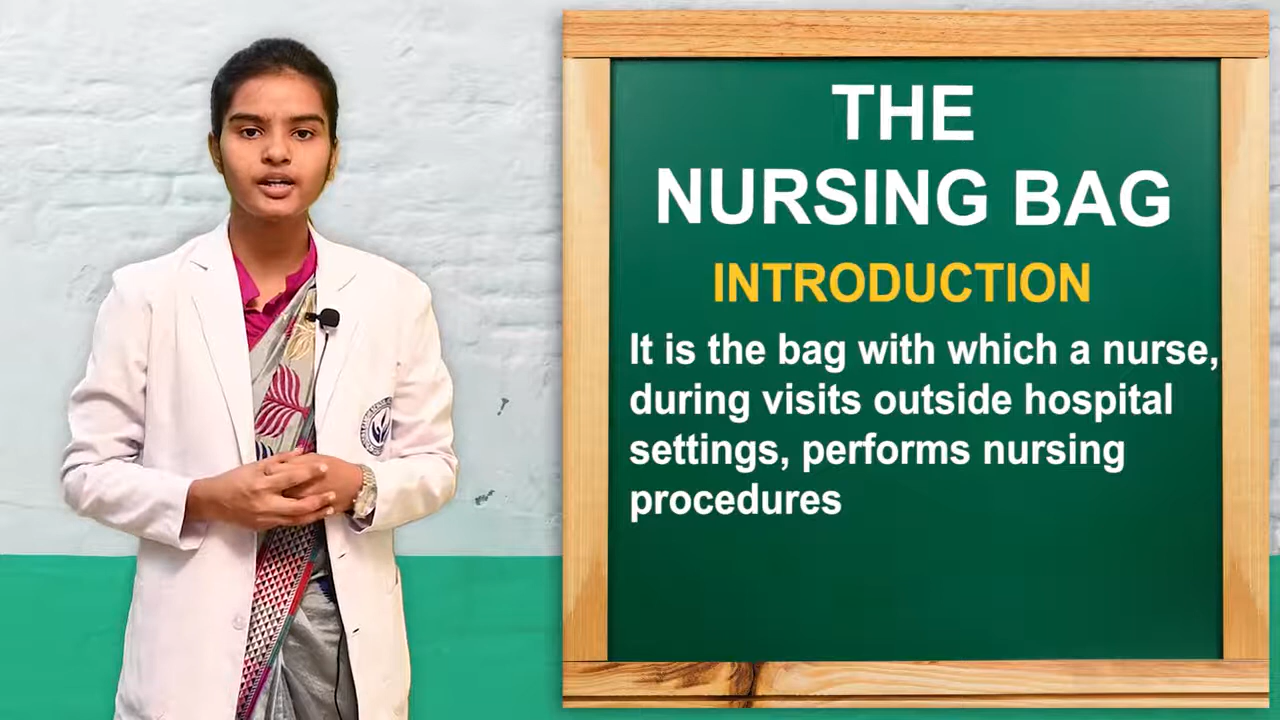 THE
NURSING BAG
INTRODUCTION
It is the bag with which a nurse,
during visits outside hospital
settings, performs nursing
procedures